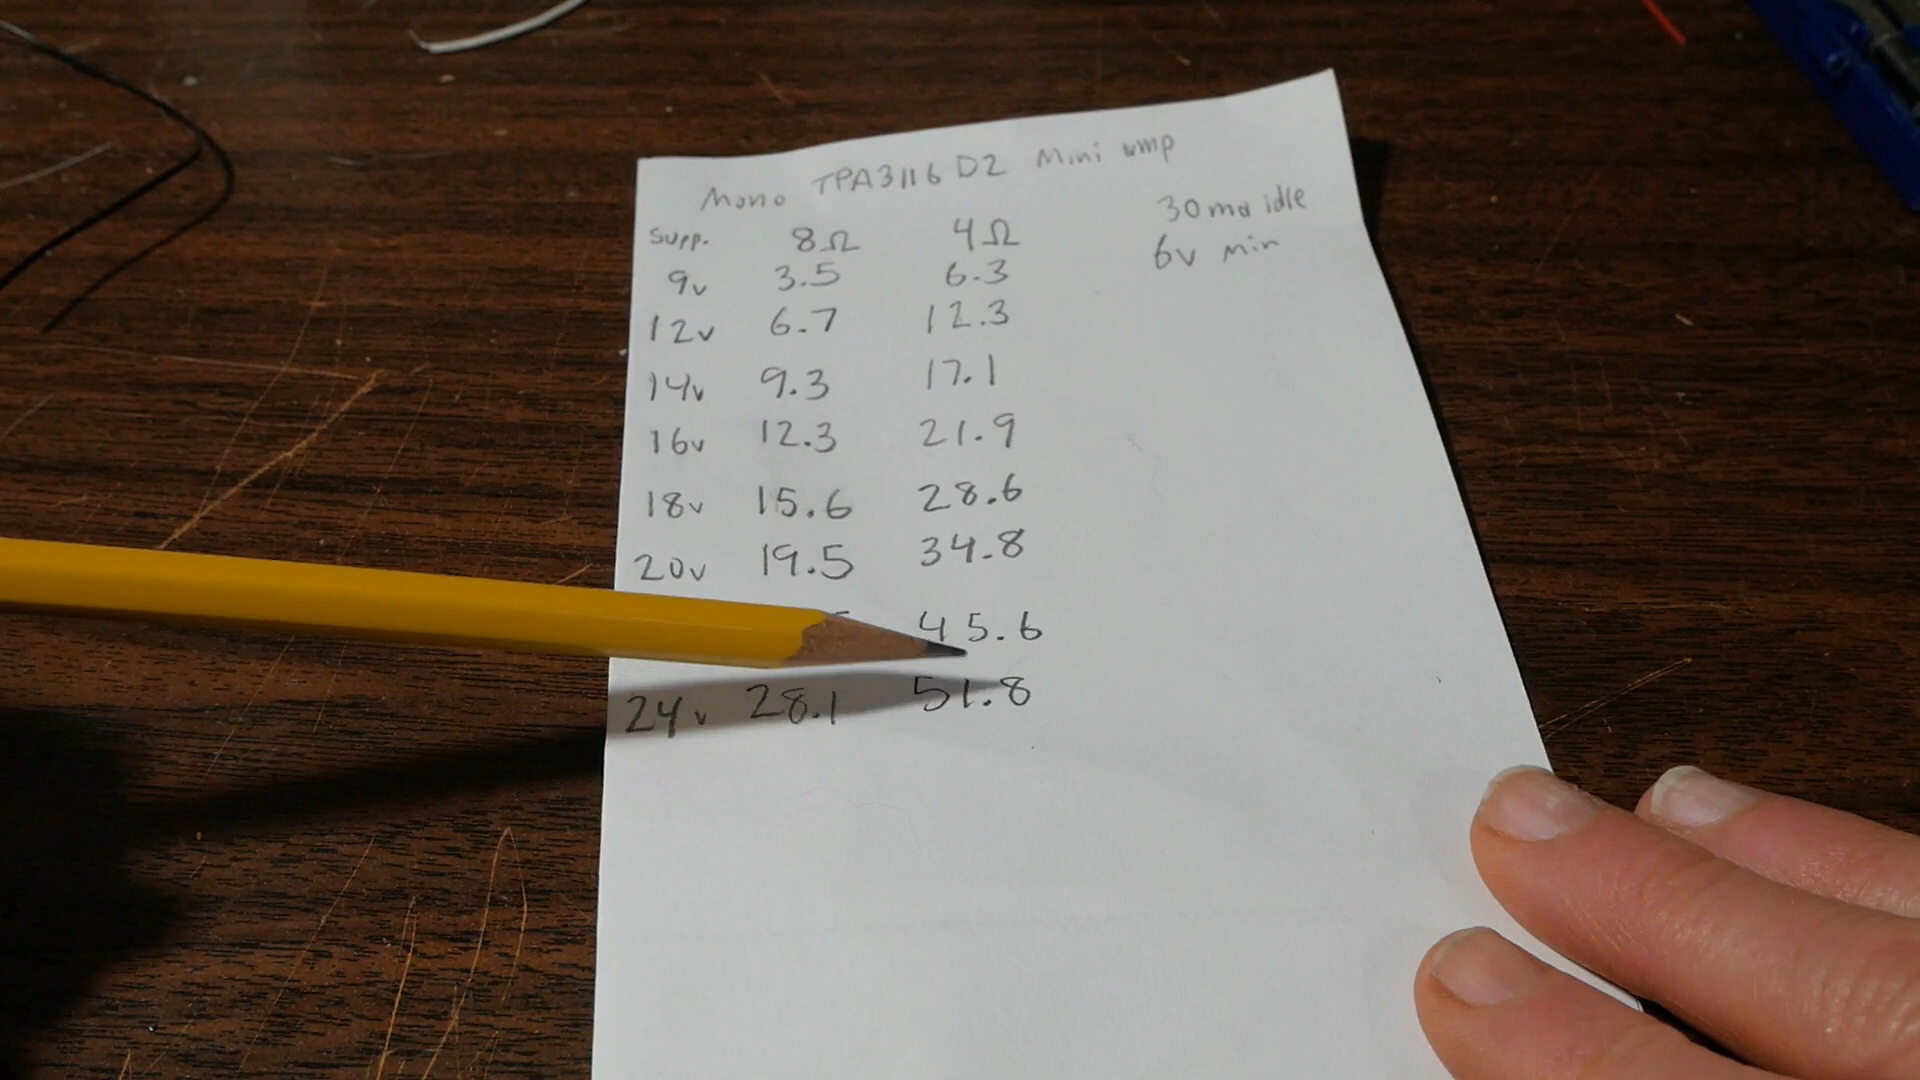 Mono TPA3116 D2 Mini amp
30ma idle
6v min
Supp. 8Ω 4Ω
9v 3.5 6.3
12v 6.7 12.3
14v 9.3 17.1
16v 12.3 21.9
18v 15.6 28.6
20v 19.5 34.8
45.6
24v 28.1 51.8